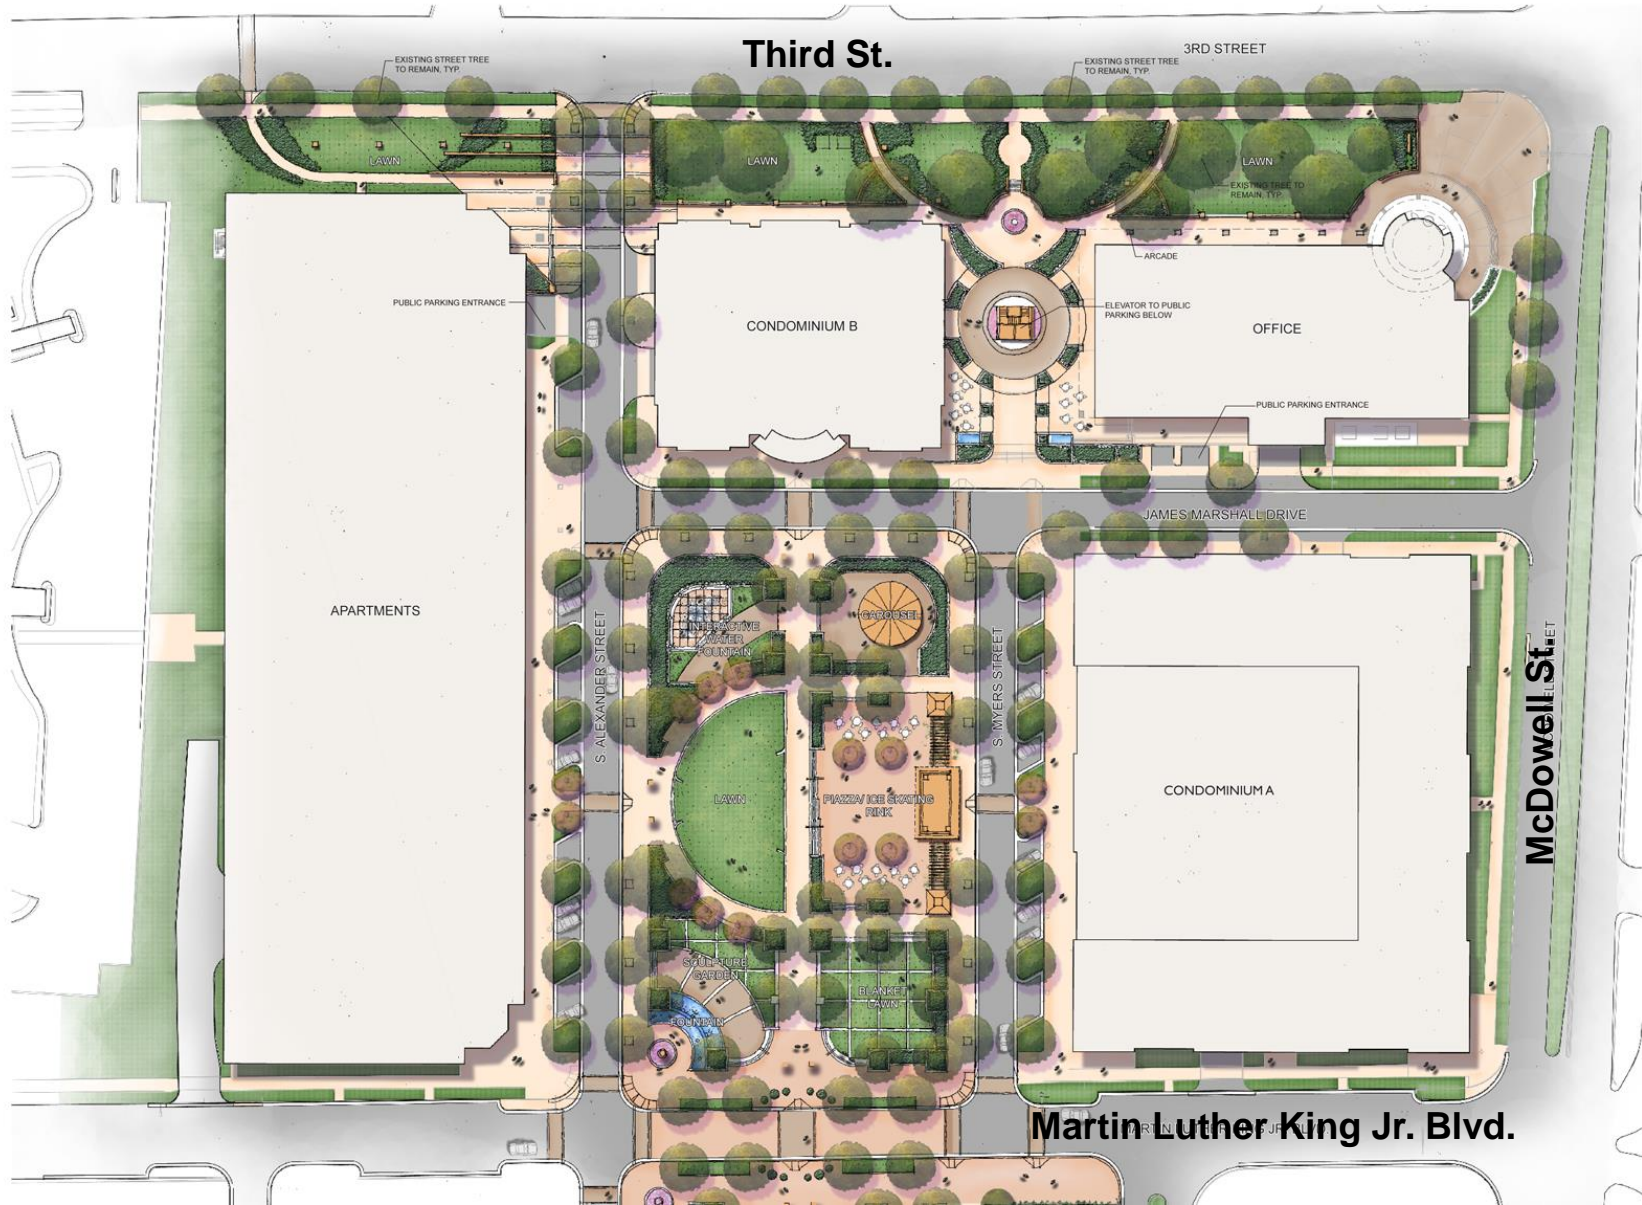 Third St.
3RD STREET
EXISTING STREET TREE
TO REMAIN, TYP.
EXISTING STREET TREE
TO REMAIN, TYP.
LAWN
LAWN
LAWN
EXISTING TREE TO
REMAIN, TYP.
ARCADE
PUBLIC PARKING ENTRANCE
ELEVATOR TO PUBLIC
PARKING BELOW
CONDOMINIUM B
OFFICE
PUBLIC PARKING ENTRANCE
JAMES MARSHALL DRIVE
APARTMENTS
S. ALEXANDER STREET
INTERACTIVE
WATER
FOUNTAIN
CAROUSEL
S. MYERS STREET
McDowell St.
LAWN
PIAZZA/ ICE SKATING
RINK
CONDOMINIUM A
SCULPTURE
GARDEN
BLANKET
LAWN
FOUNTAIN
Martin Luther King Jr. Blvd.